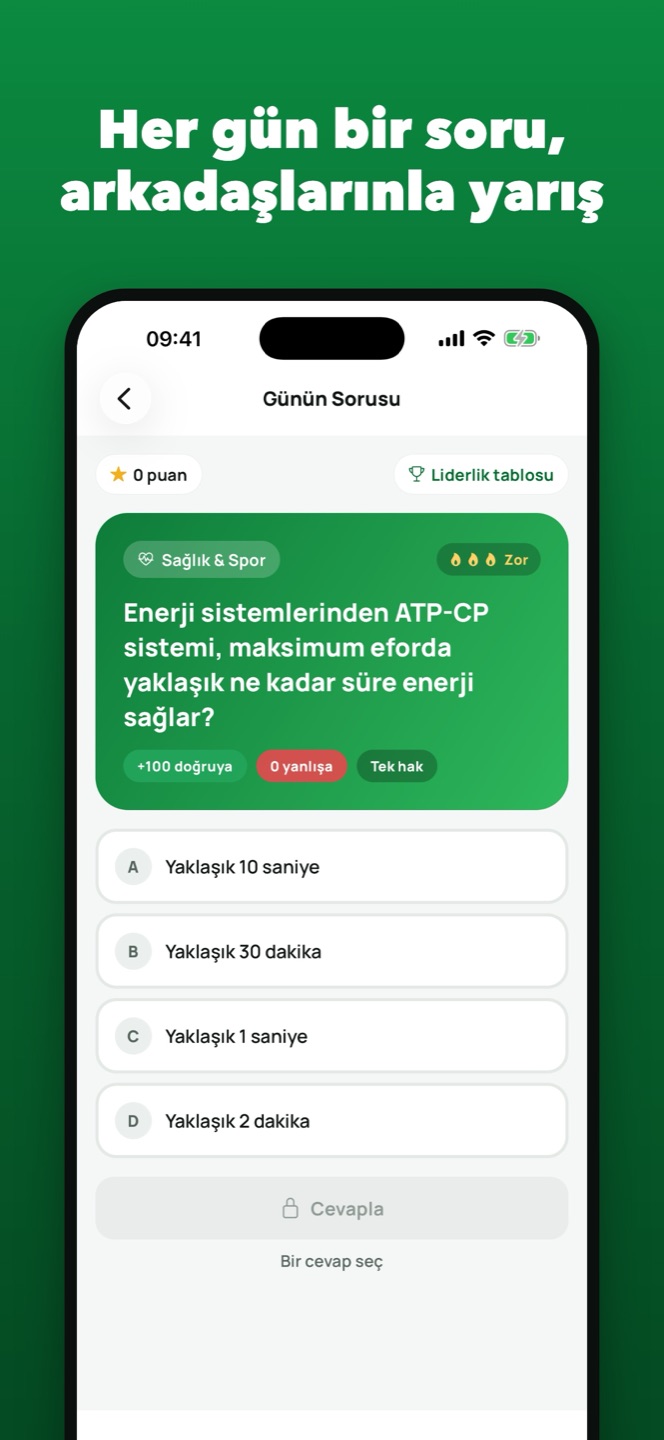 Her gün bir soru,
arkadaşlarınla yarış
09:41
Günün Sorusu
0 puan
Liderlik tablosu
Sağlık & Spor
Zor
Enerji sistemlerinden ATP-CP
sistemi, maksimum eforda
yaklaşık ne kadar süre enerji
sağlar?
+100 doğruya
0 yanlışa
Tek hak
A Yaklaşık 10 saniye
B Yaklaşık 30 dakika
C Yaklaşık 1 saniye
D Yaklaşık 2 dakika
Cevapla
Bir cevap seç